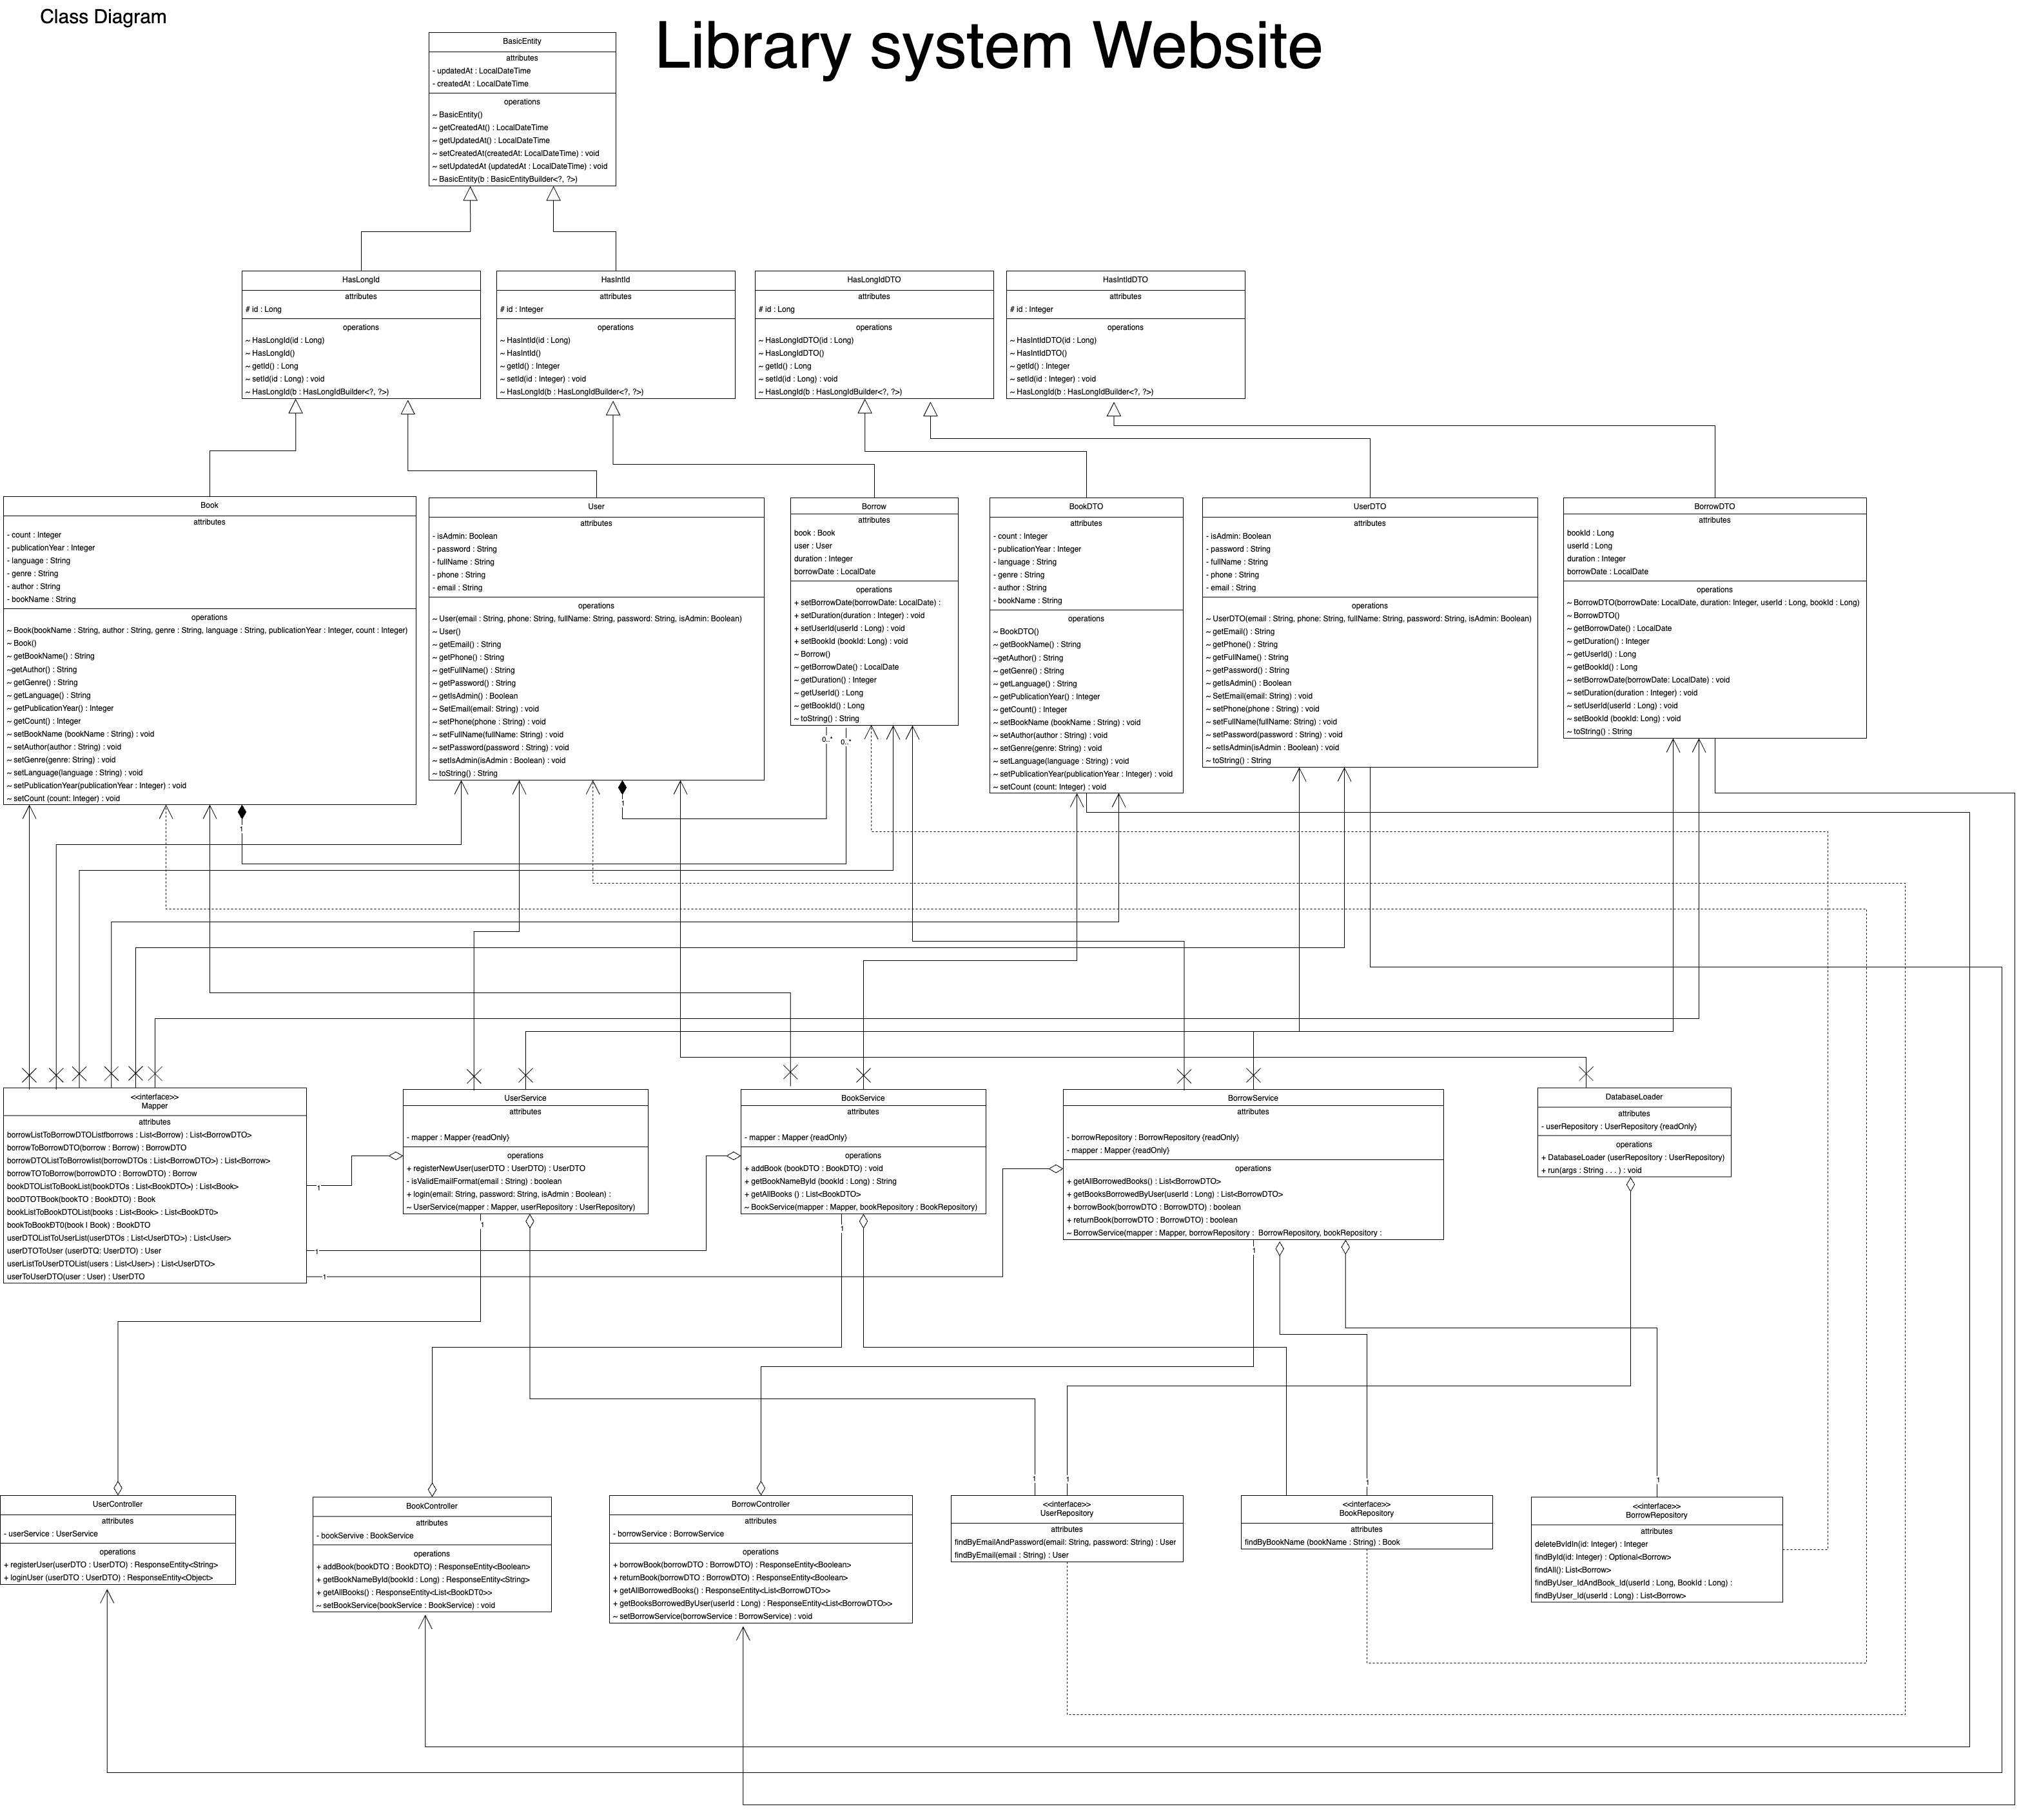 Class Diagram
Library system Website
BasicEntity
attributes
- updatedAt : LocalDateTime
- createdAt : LocalDateTime
operations
~ BasicEntity()
~ getCreatedAt() : LocalDateTime
~ getUpdatedAt() : LocalDateTime
~ setCreatedAt(createdAt: LocalDateTime) : void
~ setUpdatedAt (updatedAt : LocalDateTime) : void
~ BasicEntity(b : BasicEntityBuilder<?, ?>)
HasLongId
attributes
# id : Long
operations
~ HasLongId(id : Long)
~ HasLongId()
~ getId() : Long
~ setId(id : Long) : void
~ HasLongId(b : HasLongIdBuilder<?, ?>)
HasIntId
attributes
# id : Integer
operations
~ HasIntId(id : Long)
~ HasIntId()
~ getId() : Integer
~ setId(id : Integer) : void
~ HasLongId(b : HasLongIdBuilder<?, ?>)
HasLongIdDTO
attributes
# id : Long
operations
~ HasLongIdDTO(id : Long)
~ HasLongIdDTO()
~ getId() : Long
~ setId(id : Long) : void
~ HasLongId(b : HasLongIdBuilder<?, ?>)
HasIntIdDTO
attributes
# id : Integer
operations
~ HasIntIdDTO(id : Long)
~ HasIntIdDTO()
~ getId() : Integer
~ setId(id : Integer) : void
~ HasLongId(b : HasLongIdBuilder<?, ?>)
Book
attributes
- count : Integer
- publicationYear : Integer
- language : String
- genre : String
- author : String
- bookName : String
operations
~ Book(bookName : String, author : String, genre : String, language : String, publicationYear : Integer, count : Integer)
~ Book()
~ getBookName() : String
~getAuthor() : String
~ getGenre() : String
~ getLanguage() : String
~ getPublicationYear() : Integer
~ getCount() : Integer
~ setBookName (bookName : String) : void
~ setAuthor(author : String) : void
~ setGenre(genre: String) : void
~ setLanguage(language : String) : void
~ setPublicationYear(publicationYear : Integer) : void
~ setCount (count: Integer) : void
User
attributes
- isAdmin: Boolean
- password : String
- fullName : String
- phone : String
- email : String
operations
~ User(email : String, phone: String, fullName: String, password: String, isAdmin: Boolean)
~ User()
~ getEmail() : String
~ getPhone() : String
~ getFullName() : String
~ getPassword() : String
~ getIsAdmin() : Boolean
~ SetEmail(email: String) : void
~ setPhone(phone : String) : void
~ setFullName(fullName: String) : void
~ setPassword(password : String) : void
~ setIsAdmin(isAdmin : Boolean) : void
~ toString() : String
Borrow
attributes
book : Book
user : User
duration : Integer
borrowDate : LocalDate
operations
+ setBorrowDate(borrowDate: LocalDate) :
+ setDuration(duration : Integer) : void
+ setUserId(userId : Long) : void
+ setBookId (bookId: Long) : void
~ Borrow()
~ getBorrowDate() : LocalDate
~ getDuration() : Integer
~ getUserId() : Long
~ getBookId() : Long
~ toString() : String
BookDTO
attributes
- count : Integer
- publicationYear : Integer
- language : String
- genre : String
- author : String
- bookName : String
operations
~ BookDTO()
~ getBookName() : String
~getAuthor() : String
~ getGenre() : String
~ getLanguage() : String
~ getPublicationYear() : Integer
~ getCount() : Integer
~ setBookName (bookName : String) : void
~ setAuthor(author : String) : void
~ setGenre(genre: String) : void
~ setLanguage(language : String) : void
~ setPublicationYear(publicationYear : Integer) : void
~ setCount (count: Integer) : void
UserDTO
attributes
- isAdmin: Boolean
- password : String
- fullName : String
- phone : String
- email : String
operations
~ UserDTO(email : String, phone: String, fullName: String, password: String, isAdmin: Boolean)
~ getEmail() : String
~ getPhone() : String
~ getFullName() : String
~ getPassword() : String
~ getIsAdmin() : Boolean
~ SetEmail(email: String) : void
~ setPhone(phone : String) : void
~ setFullName(fullName: String) : void
~ setPassword(password : String) : void
~ setIsAdmin(isAdmin : Boolean) : void
~ toString() : String
BorrowDTO
attributes
bookId : Long
userId : Long
duration : Integer
borrowDate : LocalDate
operations
~ BorrowDTO(borrowDate: LocalDate, duration: Integer, userId : Long, bookId : Long)
~ BorrowDTO()
~ getBorrowDate() : LocalDate
~ getDuration() : Integer
~ getUserId() : Long
~ getBookId() : Long
~ setBorrowDate(borrowDate: LocalDate) : void
~ setDuration(duration : Integer) : void
~ setUserId(userId : Long) : void
~ setBookId (bookId: Long) : void
~ toString() : String
0..*
0..*
1
1
<<interface>>
Mapper
attributes
borrowListToBorrowDTOListfborrows : List<Borrow) : List<BorrowDTO>
borrowToBorrowDTO(borrow : Borrow) : BorrowDTO
borrowDTOListToBorrowlist(borrowDTOs : List<BorrowDTO>) : List<Borrow>
borrowTOToBorrow(borrowDTO : BorrowDTO) : Borrow
bookDTOListToBookList(bookDTOs : List<BookDTO>) : List<Book>
booDTOTBook(bookTO : BookDTO) : Book
bookListToBookDTOList(books : List<Book> : List<BookDT0>
bookToBookĐT0(book l Book) : BookDTO
userDTOListToUserList(userDTOs : List<UserDTO>) : List<User>
userDTOToUser (userDTQ: UserDTO) : User
userListToUserDTOList(users : List<User>) : List<UserDTO>
userToUserDTO(user : User) : UserDTO
1
1
1
UserService
attributes
- mapper : Mapper {readOnly}
operations
+ registerNewUser(userDTO : UserDTO) : UserDTO
- isValidEmailFormat(email : String) : boolean
+ login(email: String, password: String, isAdmin : Boolean) :
~ UserService(mapper : Mapper, userRepository : UserRepository)
1
BookService
attributes
- mapper : Mapper {readOnly}
operations
+ addBook (bookDTO : BookDTO) : void
+ getBookNameById (bookId : Long) : String
+ getAllBooks () : List<BookDTO>
~ BookService(mapper : Mapper, bookRepository : BookRepository)
1
BorrowService
attributes
- borrowRepository : BorrowRepository {readOnly}
- mapper : Mapper {readOnly}
operations
+ getAllBorrowedBooks() : List<BorrowDTO>
+ getBooksBorrowedByUser(userId : Long) : List<BorrowDTO>
+ borrowBook(borrowDTO : BorrowDTO) : boolean
+ returnBook(borrowDTO : BorrowDTO) : boolean
~ BorrowService(mapper : Mapper, borrowRepository : BorrowRepository, bookRepository :
1
DatabaseLoader
attributes
- userRepository : UserRepository {readOnly}
operations
+ DatabaseLoader (userRepository : UserRepository)
+ run(args : String . . . ) : void
1
1
1
1
UserController
attributes
- userService : UserService
operations
+ registerUser(userDTO : UserDTO) : ResponseEntity<String>
+ loginUser (userDTO : UserDTO) : ResponseEntity<Object>
BookController
attributes
- bookServive : BookService
operations
+ addBook(bookDTO : BookDTO) : ResponseEntity<Boolean>
+ getBookNameById(bookId : Long) : ResponseEntity<String>
+ getAllBooks() : ResponseEntity<List<BookDT0>>
~ setBookService(bookService : BookService) : void
BorrowController
attributes
- borrowService : BorrowService
operations
+ borrowBook(borrowDTO : BorrowDTO) : ResponseEntity<Boolean>
+ returnBook(borrowDTO : BorrowDTO) : ResponseEntity<Boolean>
+ getAllBorrowedBooks() : ResponseEntity<List<BorrowDTO>>
+ getBooksBorrowedByUser(userId : Long) : ResponseEntity<List<BorrowDTO>>
~ setBorrowService(borrowService : BorrowService) : void
<<interface>>
UserRepository
attributes
findByEmailAndPassword(email: String, password: String) : User
findByEmail(email : String) : User
<<interface>>
BookRepository
attributes
findByBookName (bookName : String) : Book
<<interface>>
BorrowRepository
attributes
deleteBvIdIn(id: Integer) : Integer
findById(id: Integer) : Optional<Borrow>
findAll(): List<Borrow>
findByUser_IdAndBook_Id(userId : Long, BookId : Long) :
findByUser_Id(userId : Long) : List<Borrow>